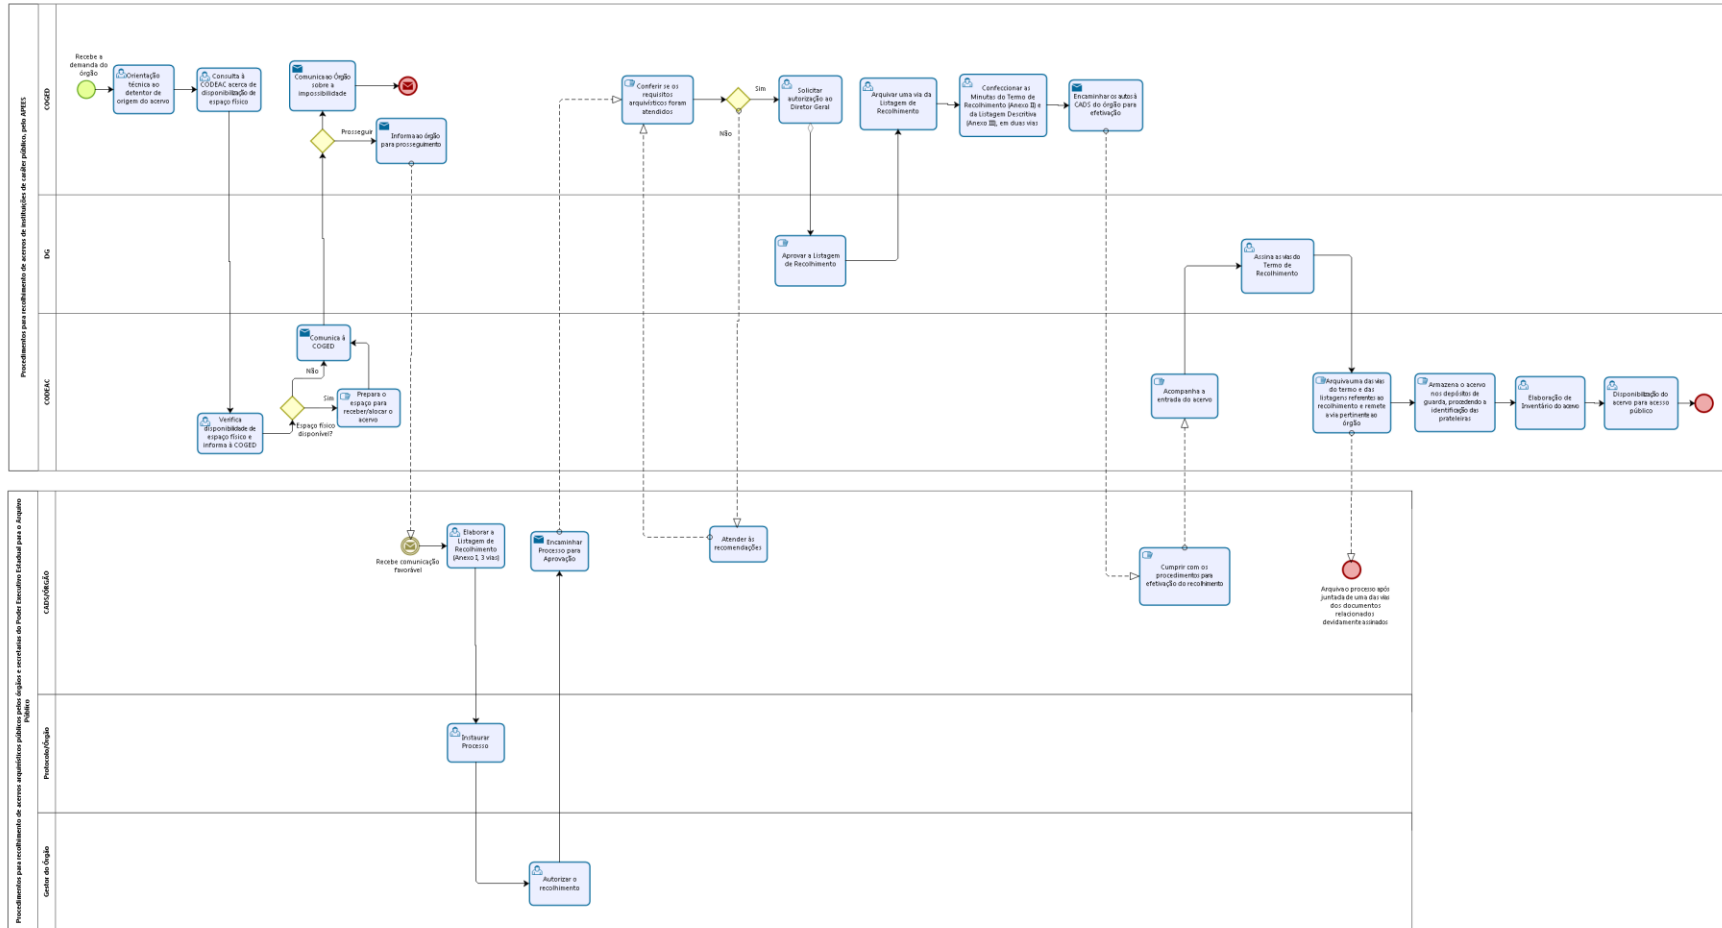 Procedimentos para recolhimento de acervos de instituições de caráter público, pelo APEES
COGED
Recebe a
demanda do
órgão
Orientação
técnica ao
detentor de
origem do acervo
Consulta à
CODEAC acerca de
disponibilização de
espaço físico
Comunica ao Órgão
sobre a
impossibilidade
Prosseguir
Informa ao órgão
para prosseguimento
Conferir se os
requisitos
arquivísticos foram
atendidos
Sim
Não
Solicitar
autorização ao
Diretor Geral
Arquivar uma via da
Listagem de
Recolhimento
Confeccionar as
Minutas do Termo de
Recolhimento (Anexo II) e
da Listagem Descritiva
(Anexo III), em duas vias
Encaminhar os autos à
CADS do órgão para
efetivação
DG
Aprovar a Listagem
de Recolhimento
Assina as vias do
Termo de
Recolhimento
CODEAC
Comunica à
COGED
Não
Sim
Prepara o
espaço para
receber/alocar o
acervo
Espaço físico
disponível?
Verifica
disponibilidade de
espaço físico e
informa à COGED
Acompanha a
entrada do acervo
Arquiva uma das vias
do termo e das
listagens referentes ao
recolhimento e remete
a via pertinente ao
órgão
Armazena o acervo
nos depósitos de
guarda, procedendo a
identificação das
prateleiras
Elaboração de
Inventário do acervo
Disponibilização do
acervo para acesso
público
Procedimentos para recolhimento de acervos arquivísticos públicos pelos órgãos e secretarias do Poder Executivo Estadual para o Arquivo
Público
CADS/ÓRGÃO
Recebe comunicação
favorável
Elaborar a
Listagem de
Recolhimento
(Anexo I, 3 vias)
Encaminhar
Processo para
Aprovação
Atender às
recomendações
Cumprir com os
procedimentos para
efetivação do recolhimento
Arquiva o processo após
juntada de uma das vias
dos documentos
relacionados
devidamente assinados
Protocolo/Órgão
Instaurar
Processo
Gestor do Órgão
Autorizar o
recolhimento